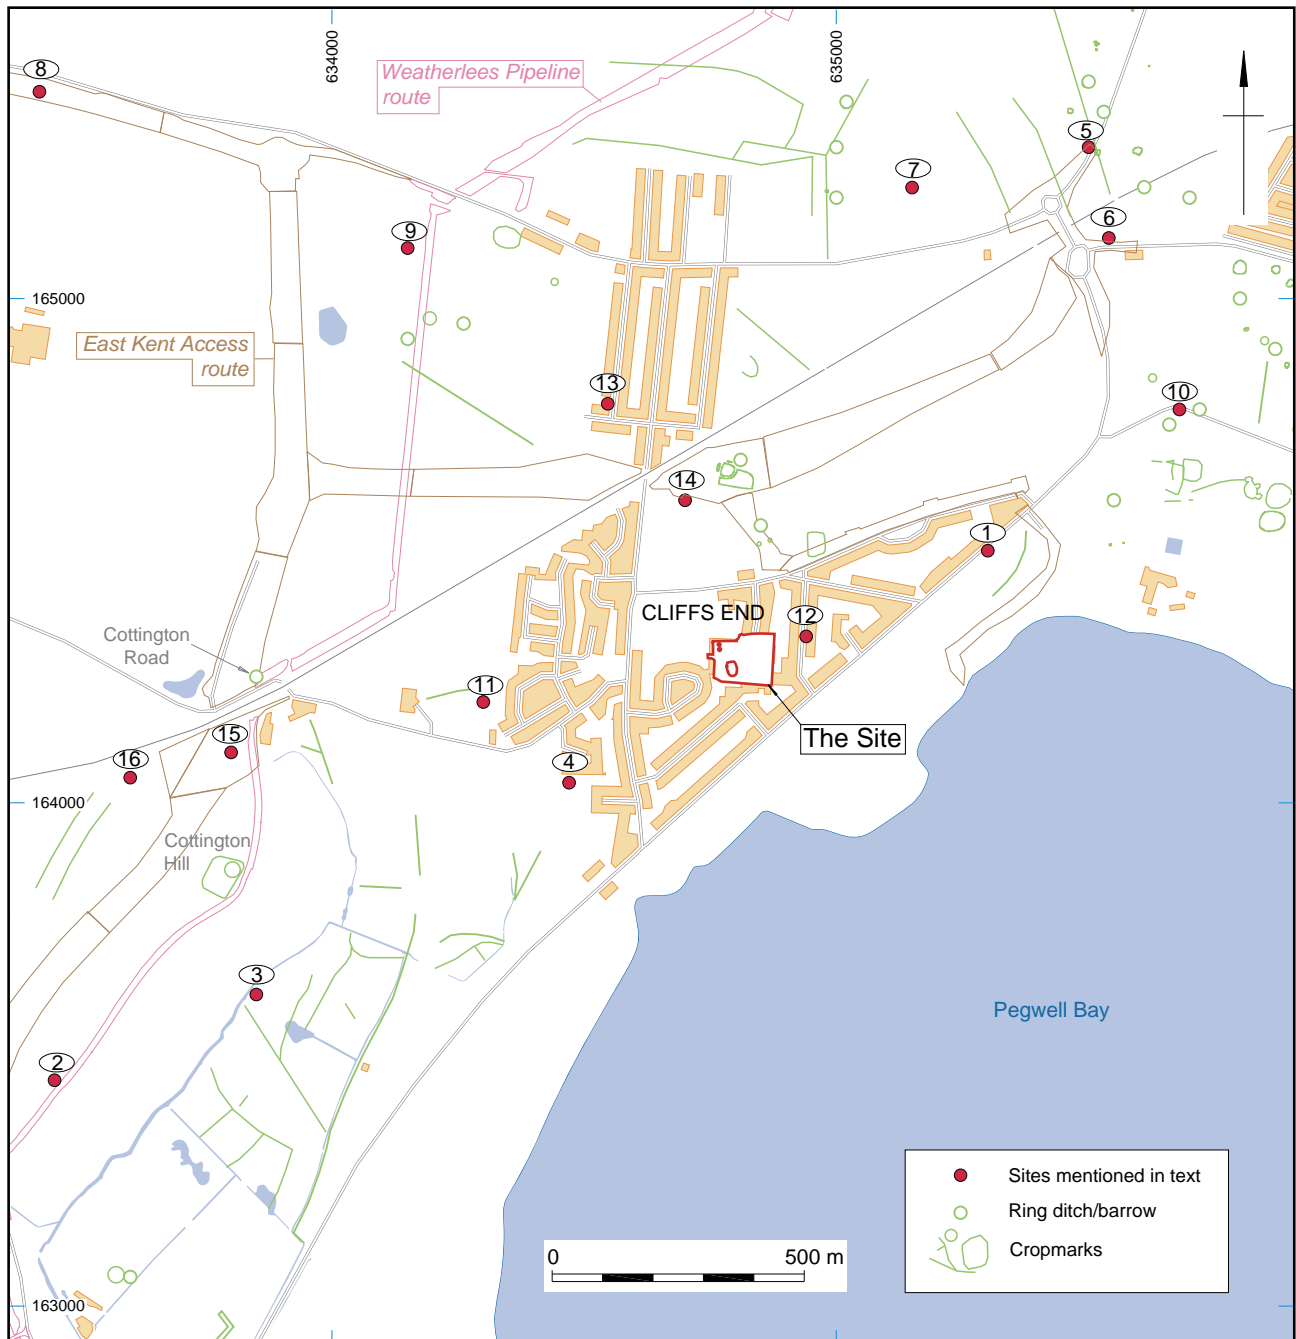 634000
635000
8
Weatherlees Pipeline
route
5
7
6
9
165000
East Kent Access
route
13
10
14
1
CLIFFS END
12
Cottington
Road
11
The Site
15
16
4
164000
Cottington
Hill
3
Pegwell Bay
2
Sites mentioned in text
Ring ditch/barrow
Cropmarks
0 500 m
163000